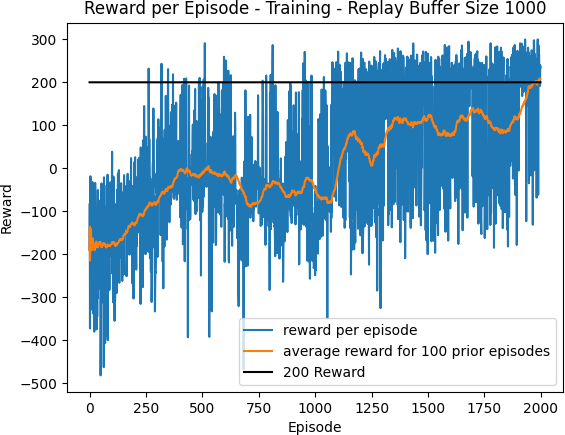 Reward per Episode - Training - Replay Buffer Size 1000
300
200
100
0
−100
−200
−300
−400
−500
Reward
reward per episode
average reward for 100 prior episodes
200 Reward
0 250 500 750 1000 1250 1500 1750 2000
Episode